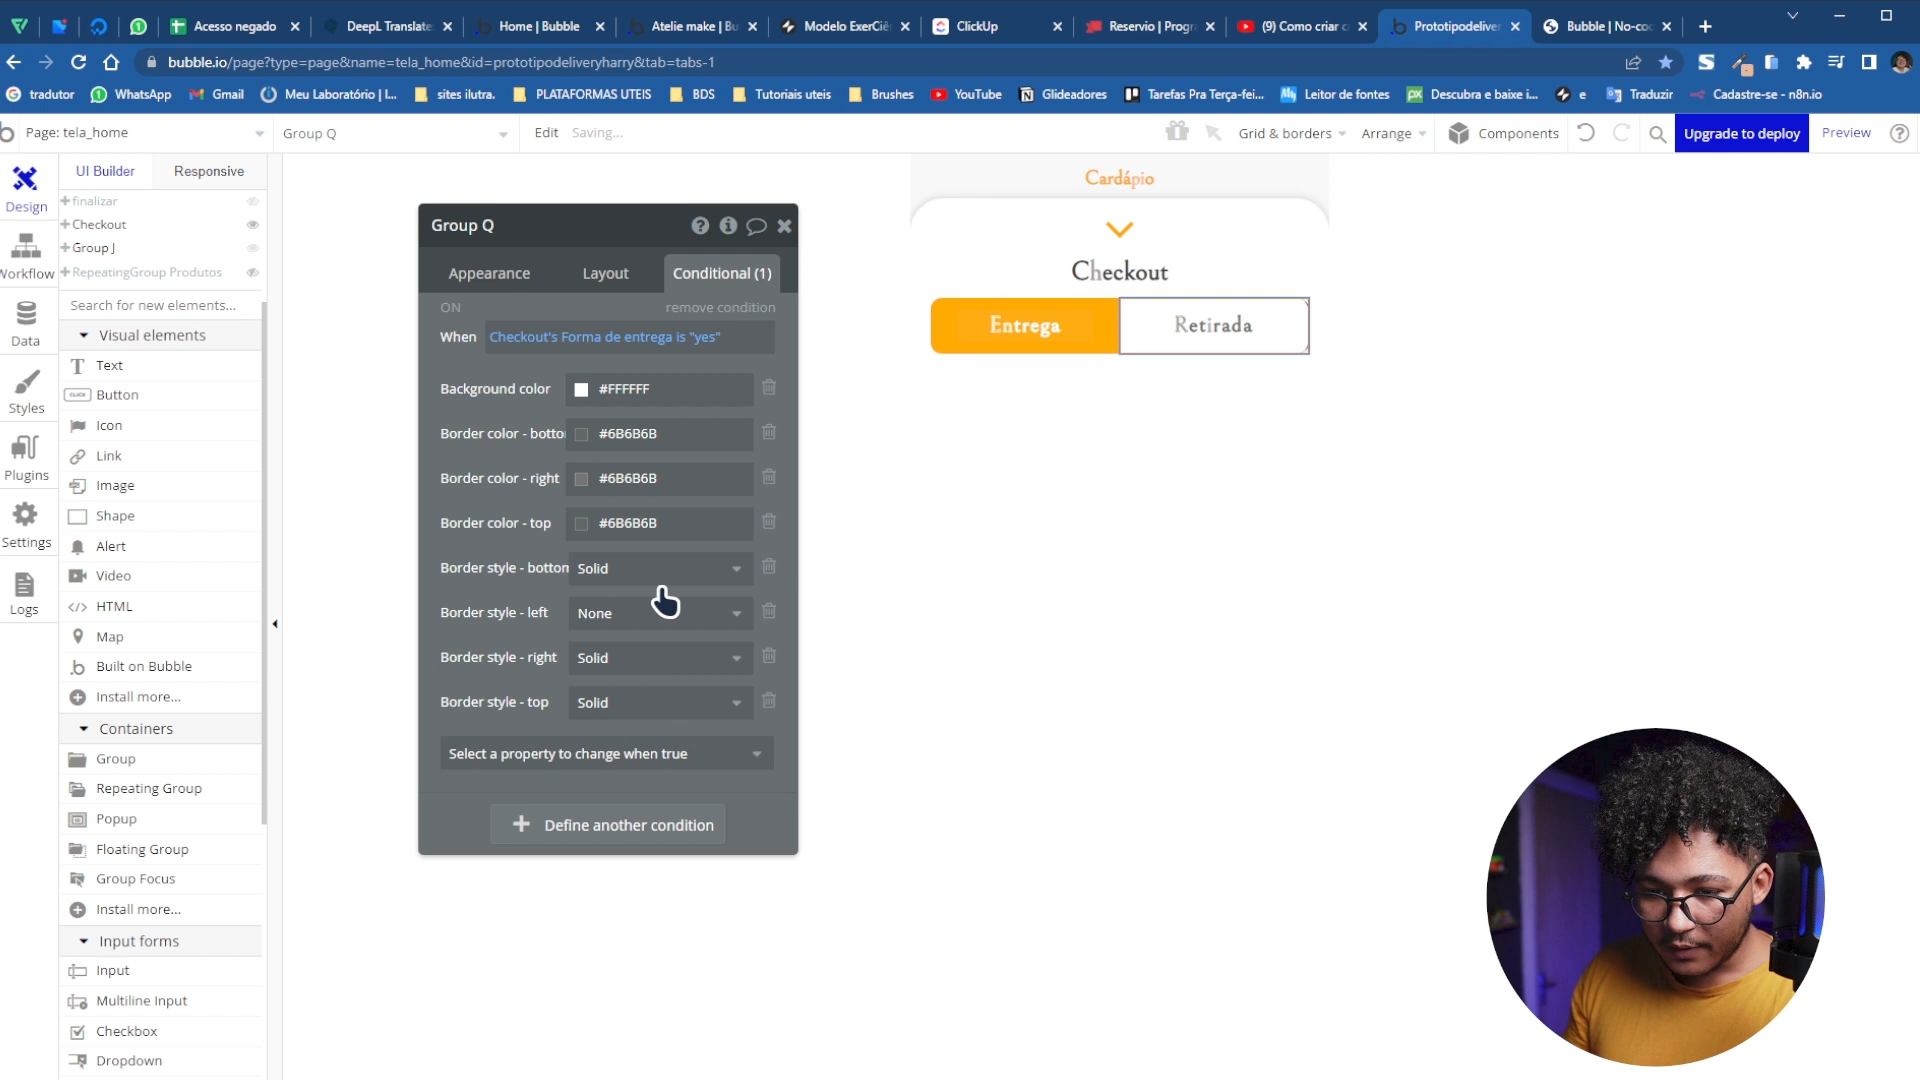 Acesso negado
DeepL Translate
Home | Bubble
Atelie make | Bu
Modelo ExerCiê
ClickUp
Reservio | Progr
(9) Como criar c
Prototipodeliver
Bubble | No-coc
bubble.io/page?type=page&name=tela_home&id=prototipodeliveryharry&tab=tabs-1
tradutor
WhatsApp
Gmail
Meu Laboratório | I...
sites ilutra.
PLATAFORMAS UTEIS
BDS
Tutoriais uteis
Brushes
YouTube
Glideadores
Tarefas Pra Terça-fei...
Leitor de fontes
Descubra e baixe i...
e
Traduzir
Cadastre-se - n8n.io
Page: tela_home
Group Q
Edit
Saving...
Grid & borders
Arrange
Components
Upgrade to deploy
Preview
Design
Workflow
Data
Styles
Plugins
Settings
Logs
UI Builder
Responsive
finalizar
Checkout
Group J
RepeatingGroup Produtos
Search for new elements...
Visual elements
Text
CLICK
Button
Icon
Link
Image
Shape
Alert
Video
HTML
Map
Built on Bubble
Install more...
Containers
Group
Repeating Group
Popup
Floating Group
Group Focus
Install more...
Input forms
Input
Multiline Input
Checkbox
Dropdown
Group Q
Appearance
Layout
Conditional (1)
ON
remove condition
When
Checkout's Forma de entrega is "yes"
Background color
#FFFFFF
Border color - botto
#6B6B6B
Border color - right
#6B6B6B
Border color - top
#6B6B6B
Border style - bottom
Solid
Border style - left
None
Border style - right
Solid
Border style - top
Solid
Select a property to change when true
Define another condition
Cardápio
Checkout
Entrega
Retirada